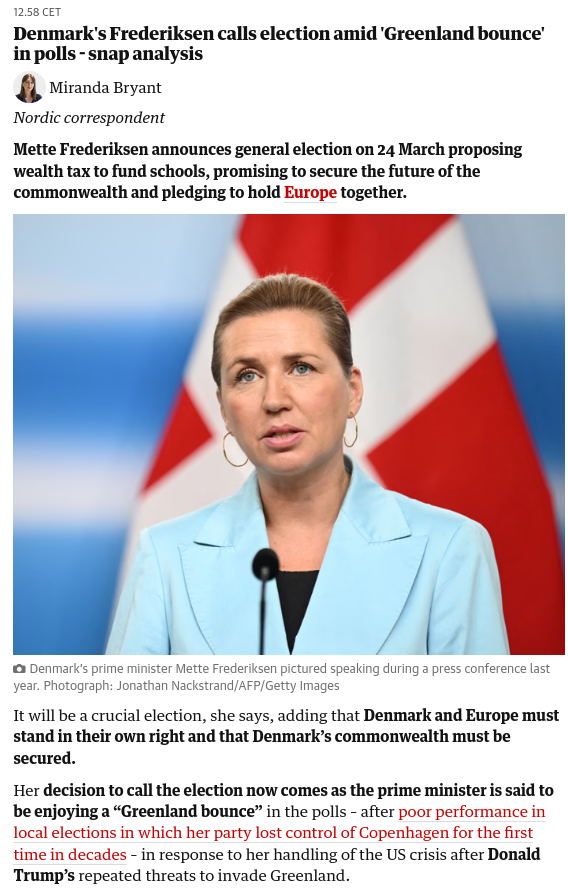 12.58 CET
Denmark's Frederiksen calls election amid 'Greenland bounce'
in polls - snap analysis
Miranda Bryant
Nordic correspondent
Mette Frederiksen announces general election on 24 March proposing
wealth tax to fund schools, promising to secure the future of the
commonwealth and pledging to hold Europe together.
Denmark's prime minister Mette Frederiksen pictured speaking during a press conference last
year. Photograph: Jonathan Nackstrand/AFP/Getty Images
It will be a crucial election, she says, adding that Denmark and Europe must
stand in their own right and that Denmark’s commonwealth must be
secured.
Her decision to call the election now comes as the prime minister is said to
be enjoying a “Greenland bounce” in the polls – after poor performance in
local elections in which her party lost control of Copenhagen for the first
time in decades – in response to her handling of the US crisis after Donald
Trump’s repeated threats to invade Greenland.